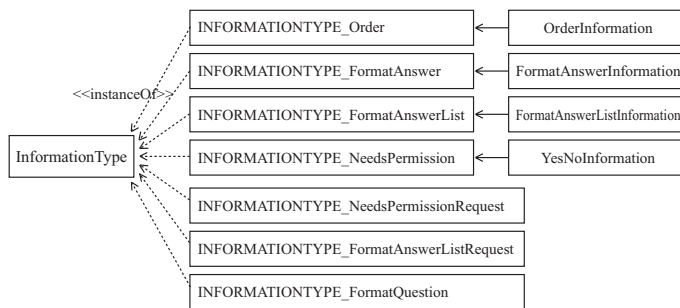 INFORMATIONTYPE_Order
OrderInformation
INFORMATIONTYPE_FormatAnswer
FormatAnswerInformation
<<instanceOf>>
INFORMATIONTYPE_FormatAnswerList
FormatAnswerListInformation
InformationType
INFORMATIONTYPE_NeedsPermission
YesNoInformation
INFORMATIONTYPE_NeedsPermissionRequest
INFORMATIONTYPE_FormatAnswerListRequest
INFORMATIONTYPE_FormatQuestion